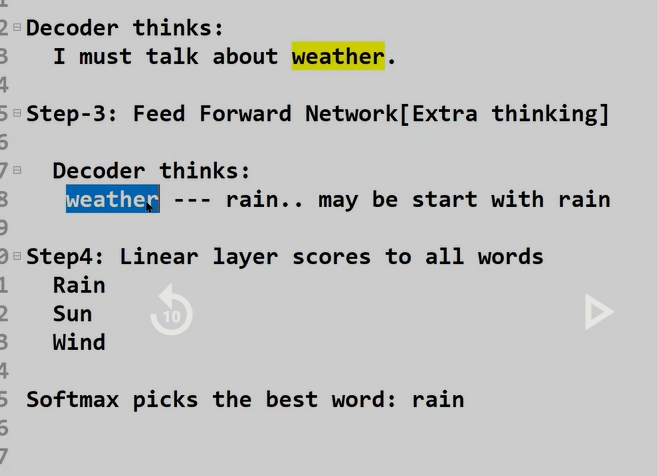 Decoder thinks:
I must talk about weather.
Step-3: Feed Forward Network[Extra thinking]
Decoder thinks:
weather --- rain.. may be start with rain
Step4: Linear layer scores to all words
Rain
Sun
Wind
Softmax picks the best word: rain
10